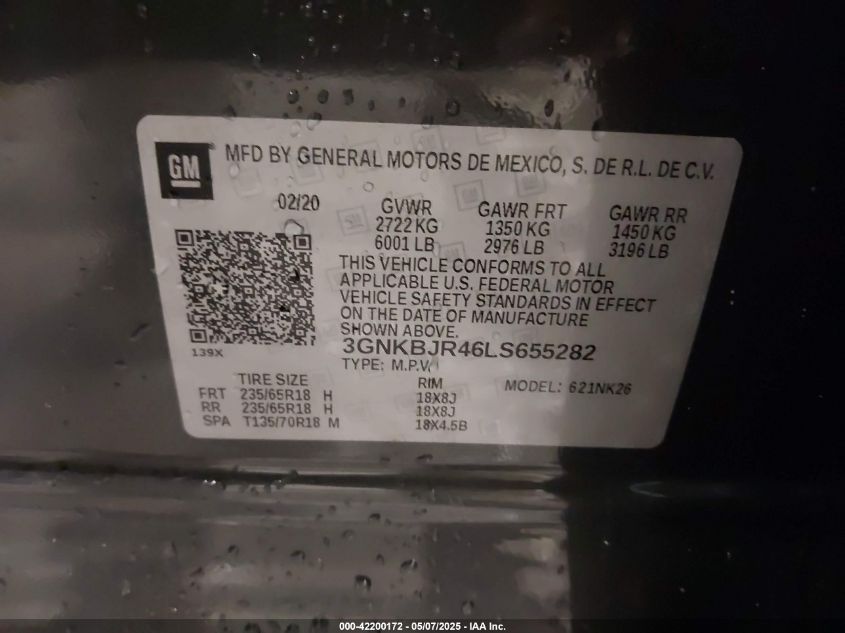 GM
MFD BY GENERAL MOTORS DE MEXICO, S. DE R.L. DE C.V.
02/20
GVWR GAWR FRT GAWR RR
2722 KG 1350 KG 1450 KG
6001 LB 2976 LB 3196 LB
THIS VEHICLE CONFORMS TO ALL
APPLICABLE U.S. FEDERAL MOTOR
VEHICLE SAFETY STANDARDS IN EFFECT
ON THE DATE OF MANUFACTURE
SHOWN ABOVE.
139X
3GNKBJR46LS655282
TYPE: M.P.V.
TIRE SIZE RIM MODEL: 621NK26
FRT 235/65R18 H 18X8J
RR 235/65R18 H 18X8J
SPA T135/70R18 M 18X4.5B
000-42200172 - 05/07/2025 - IAA Inc.